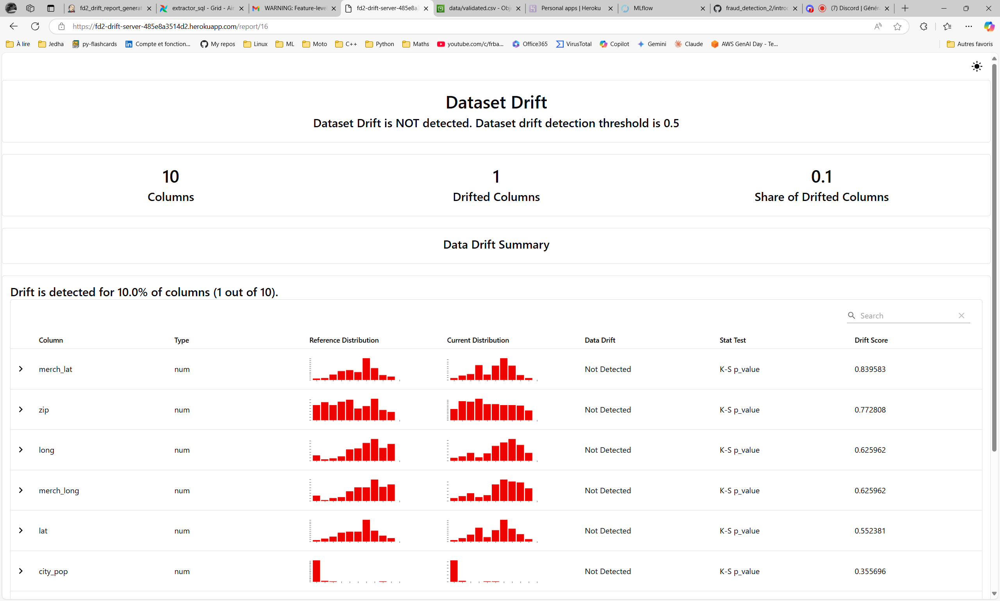 fd2_drift_report_generat
extractor_sql - Grid - Air
WARNING: Feature-leve
fd2-drift-server-485e8a3
data/validated.csv - Obje
Personal apps | Heroku
MLflow
fraud_detection_2/introd
(7) Discord | Généra
https://fd2-drift-server-485e8a3514d2.herokuapp.com/report/16
À lire
Jedha
py-flashcards
Compte et fonction...
My repos
Linux
ML
Moto
C++
Python
Maths
youtube.com/c/frba...
Office365
VirusTotal
Copilot
Gemini
Claude
AWS GenAI Day - Te...
Autres favoris
Dataset Drift
Dataset Drift is NOT detected. Dataset drift detection threshold is 0.5
10
Columns
1
Drifted Columns
0.1
Share of Drifted Columns
Data Drift Summary
Drift is detected for 10.0% of columns (1 out of 10).
Search
Column Type Reference Distribution Current Distribution Data Drift Stat Test Drift Score
merch_lat num Not Detected K-S p_value 0.839583
zip num Not Detected K-S p_value 0.772808
long num Not Detected K-S p_value 0.625962
merch_long num Not Detected K-S p_value 0.625962
lat num Not Detected K-S p_value 0.552381
city_pop num Not Detected K-S p_value 0.355696